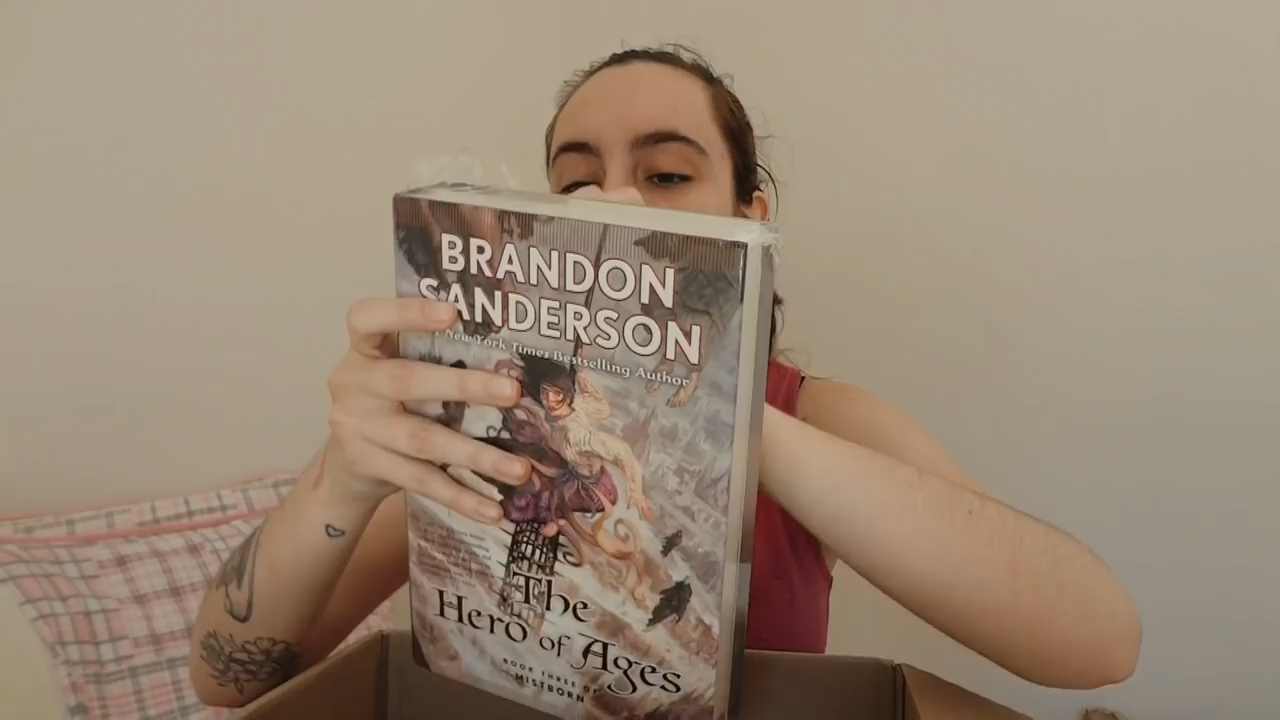 BRANDON
SANDERSON
New York Times Bestselling Author
The
Hero of Ages
BOOK THREE OF
MISTBORN